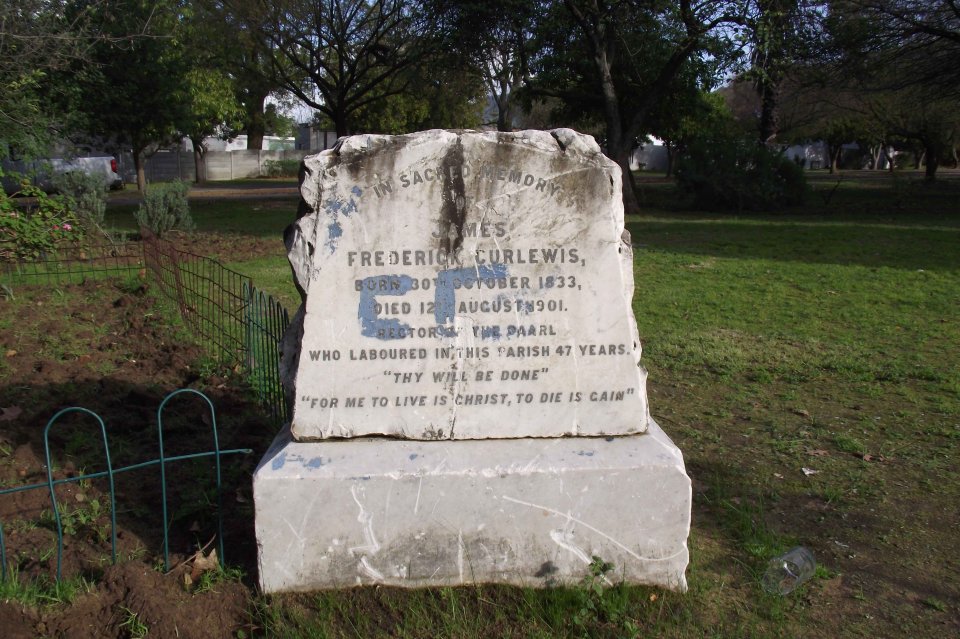 IN SACRED MEMORY
JAMES
FREDERICK CURLEWIS,
BORN 30TH OCTOBER 1833,
DIED 12TH AUGUST 1901.
RECTOR OF THE PAARL
WHO LABOURED IN THIS PARISH 47 YEARS.
"THY WILL BE DONE"
"FOR ME TO LIVE IS CHRIST, TO DIE IS GAIN"